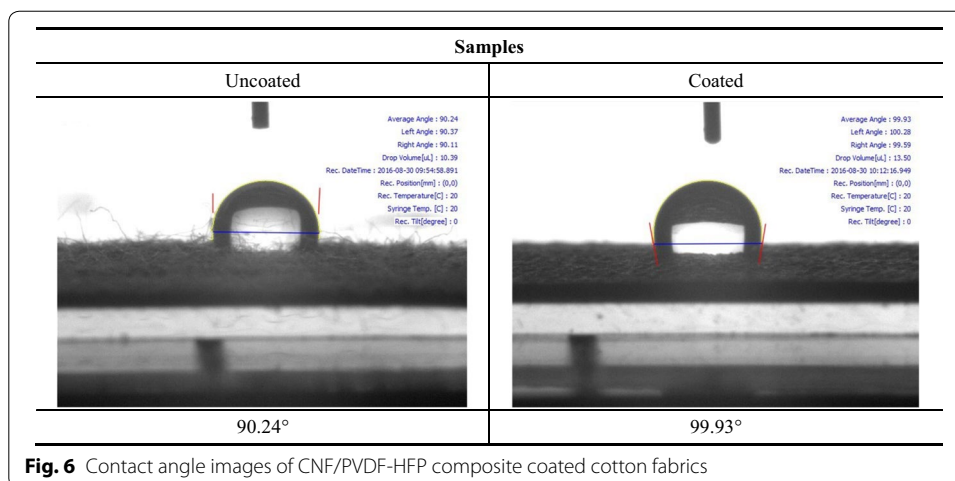 Samples
Uncoated
Coated
Average Angle : 90.24
Left Angle : 90.37
Right Angle : 90.11
Drop Volume[uL] : 10.39
Rec. DateTime : 2016-08-30 09:54:58.891
Rec. Position[mm] : (0,0)
Rec. Temperature[C] : 20
Syringe Temp. [C] : 20
Rec. Tilt[degree] : 0
Average Angle : 99.93
Left Angle : 100.28
Right Angle : 99.59
Drop Volume[uL] : 13.50
Rec. DateTime : 2016-08-30 10:12:16.949
Rec. Position[mm] : (0,0)
Rec. Temperature[C] : 20
Syringe Temp. [C] : 20
Rec. Tilt[degree] : 0
90.24°
99.93°
Fig. 6 Contact angle images of CNF/PVDF-HFP composite coated cotton fabrics